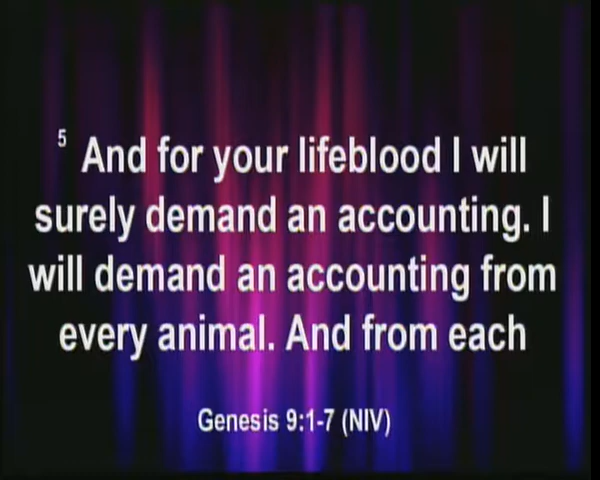 5 And for your lifeblood I will
surely demand an accounting. I
will demand an accounting from
every animal. And from each
Genesis 9:1-7 (NIV)